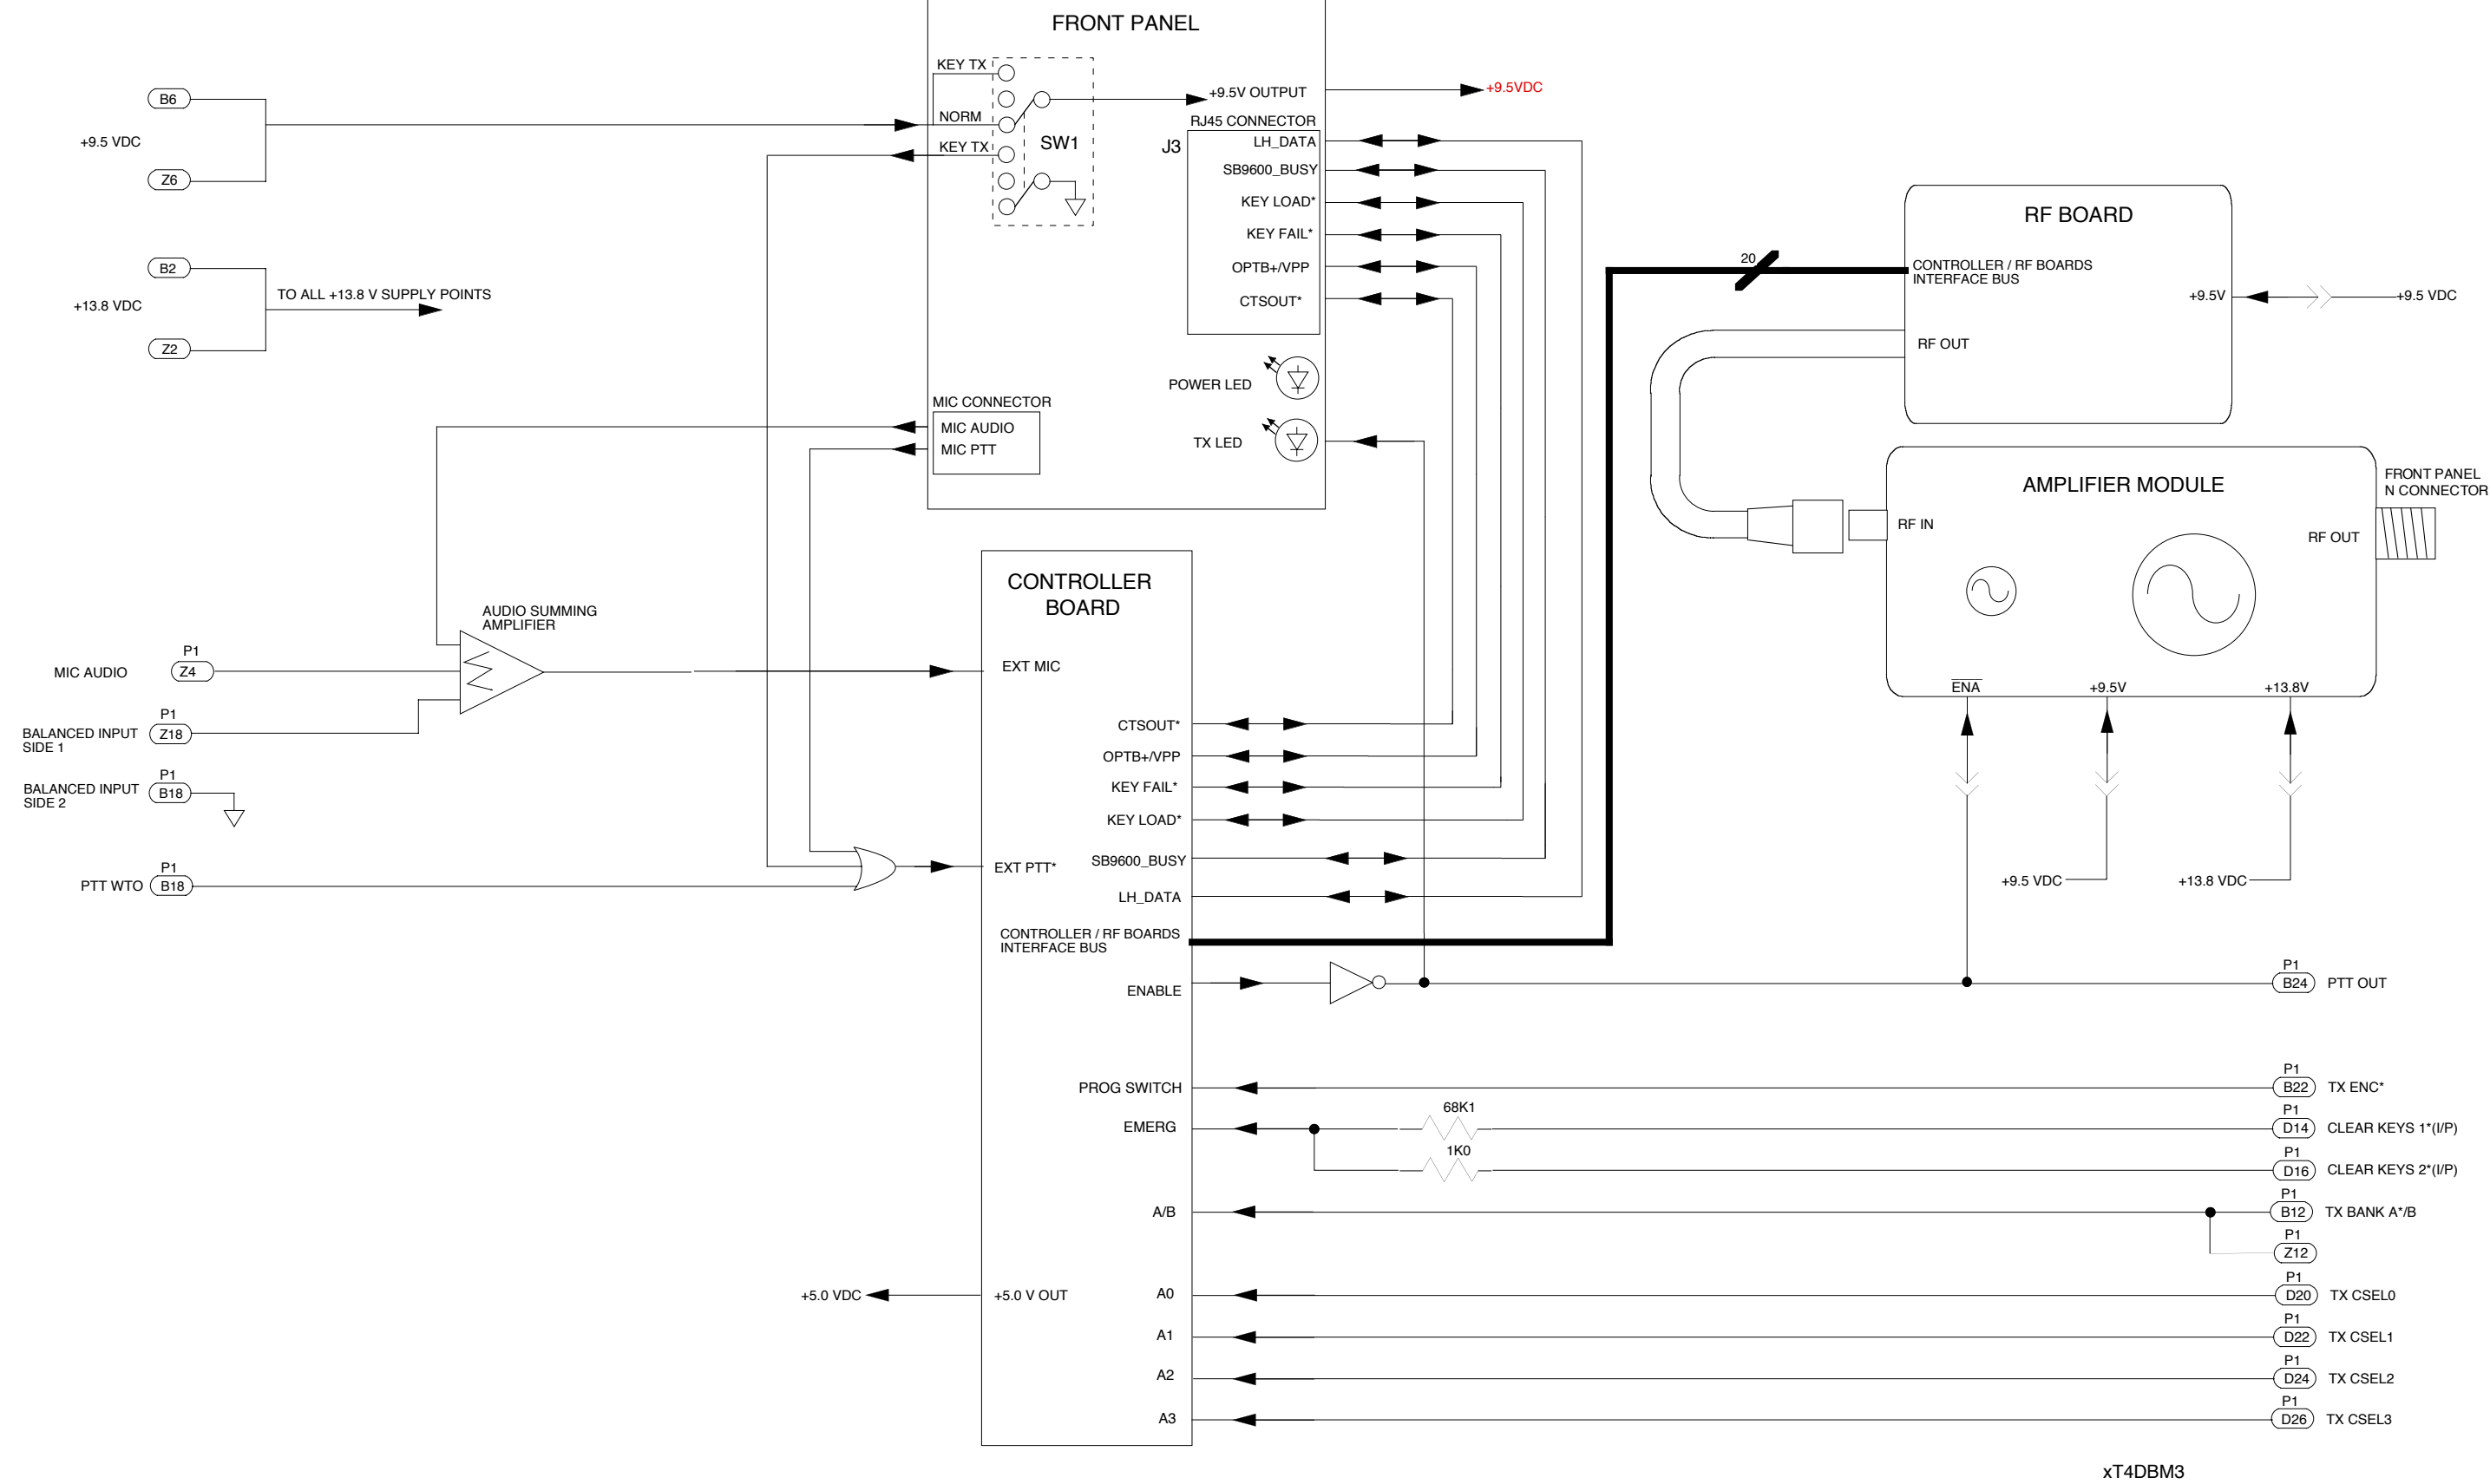 FRONT PANEL
KEY TX
NORM
KEY TX
SW1
+9.5V OUTPUT
+9.5VDC
RJ45 CONNECTOR
J3
LH_DATA
SB9600_BUSY
KEY LOAD*
KEY FAIL*
OPTB+/VPP
CTSOUT*
POWER LED
TX LED
MIC CONNECTOR
MIC AUDIO
MIC PTT
B6
+9.5 VDC
Z6
B2
+13.8 VDC
TO ALL +13.8 V SUPPLY POINTS
Z2
RF BOARD
20
CONTROLLER / RF BOARDS
INTERFACE BUS
+9.5V
+9.5 VDC
RF OUT
AMPLIFIER MODULE
FRONT PANEL
N CONNECTOR
RF IN
RF OUT
ENA
+9.5V
+13.8V
+9.5 VDC
+13.8 VDC
AUDIO SUMMING
AMPLIFIER
P1
MIC AUDIO
Z4
P1
BALANCED INPUT
SIDE 1
Z18
P1
BALANCED INPUT
SIDE 2
B18
P1
PTT WTO
B18
CONTROLLER
BOARD
EXT MIC
CTSOUT*
OPTB+/VPP
KEY FAIL*
KEY LOAD*
SB9600_BUSY
EXT PTT*
LH_DATA
CONTROLLER / RF BOARDS
INTERFACE BUS
ENABLE
PROG SWITCH
EMERG
A/B
+5.0 VDC
+5.0 V OUT
A0
A1
A2
A3
68K1
1K0
P1
B24 PTT OUT
P1
B22 TX ENC*
P1
D14 CLEAR KEYS 1*(I/P)
P1
D16 CLEAR KEYS 2*(I/P)
P1
B12 TX BANK A*/B
P1
Z12
P1
D20 TX CSEL0
P1
D22 TX CSEL1
P1
D24 TX CSEL2
P1
D26 TX CSEL3
xT4DBM3